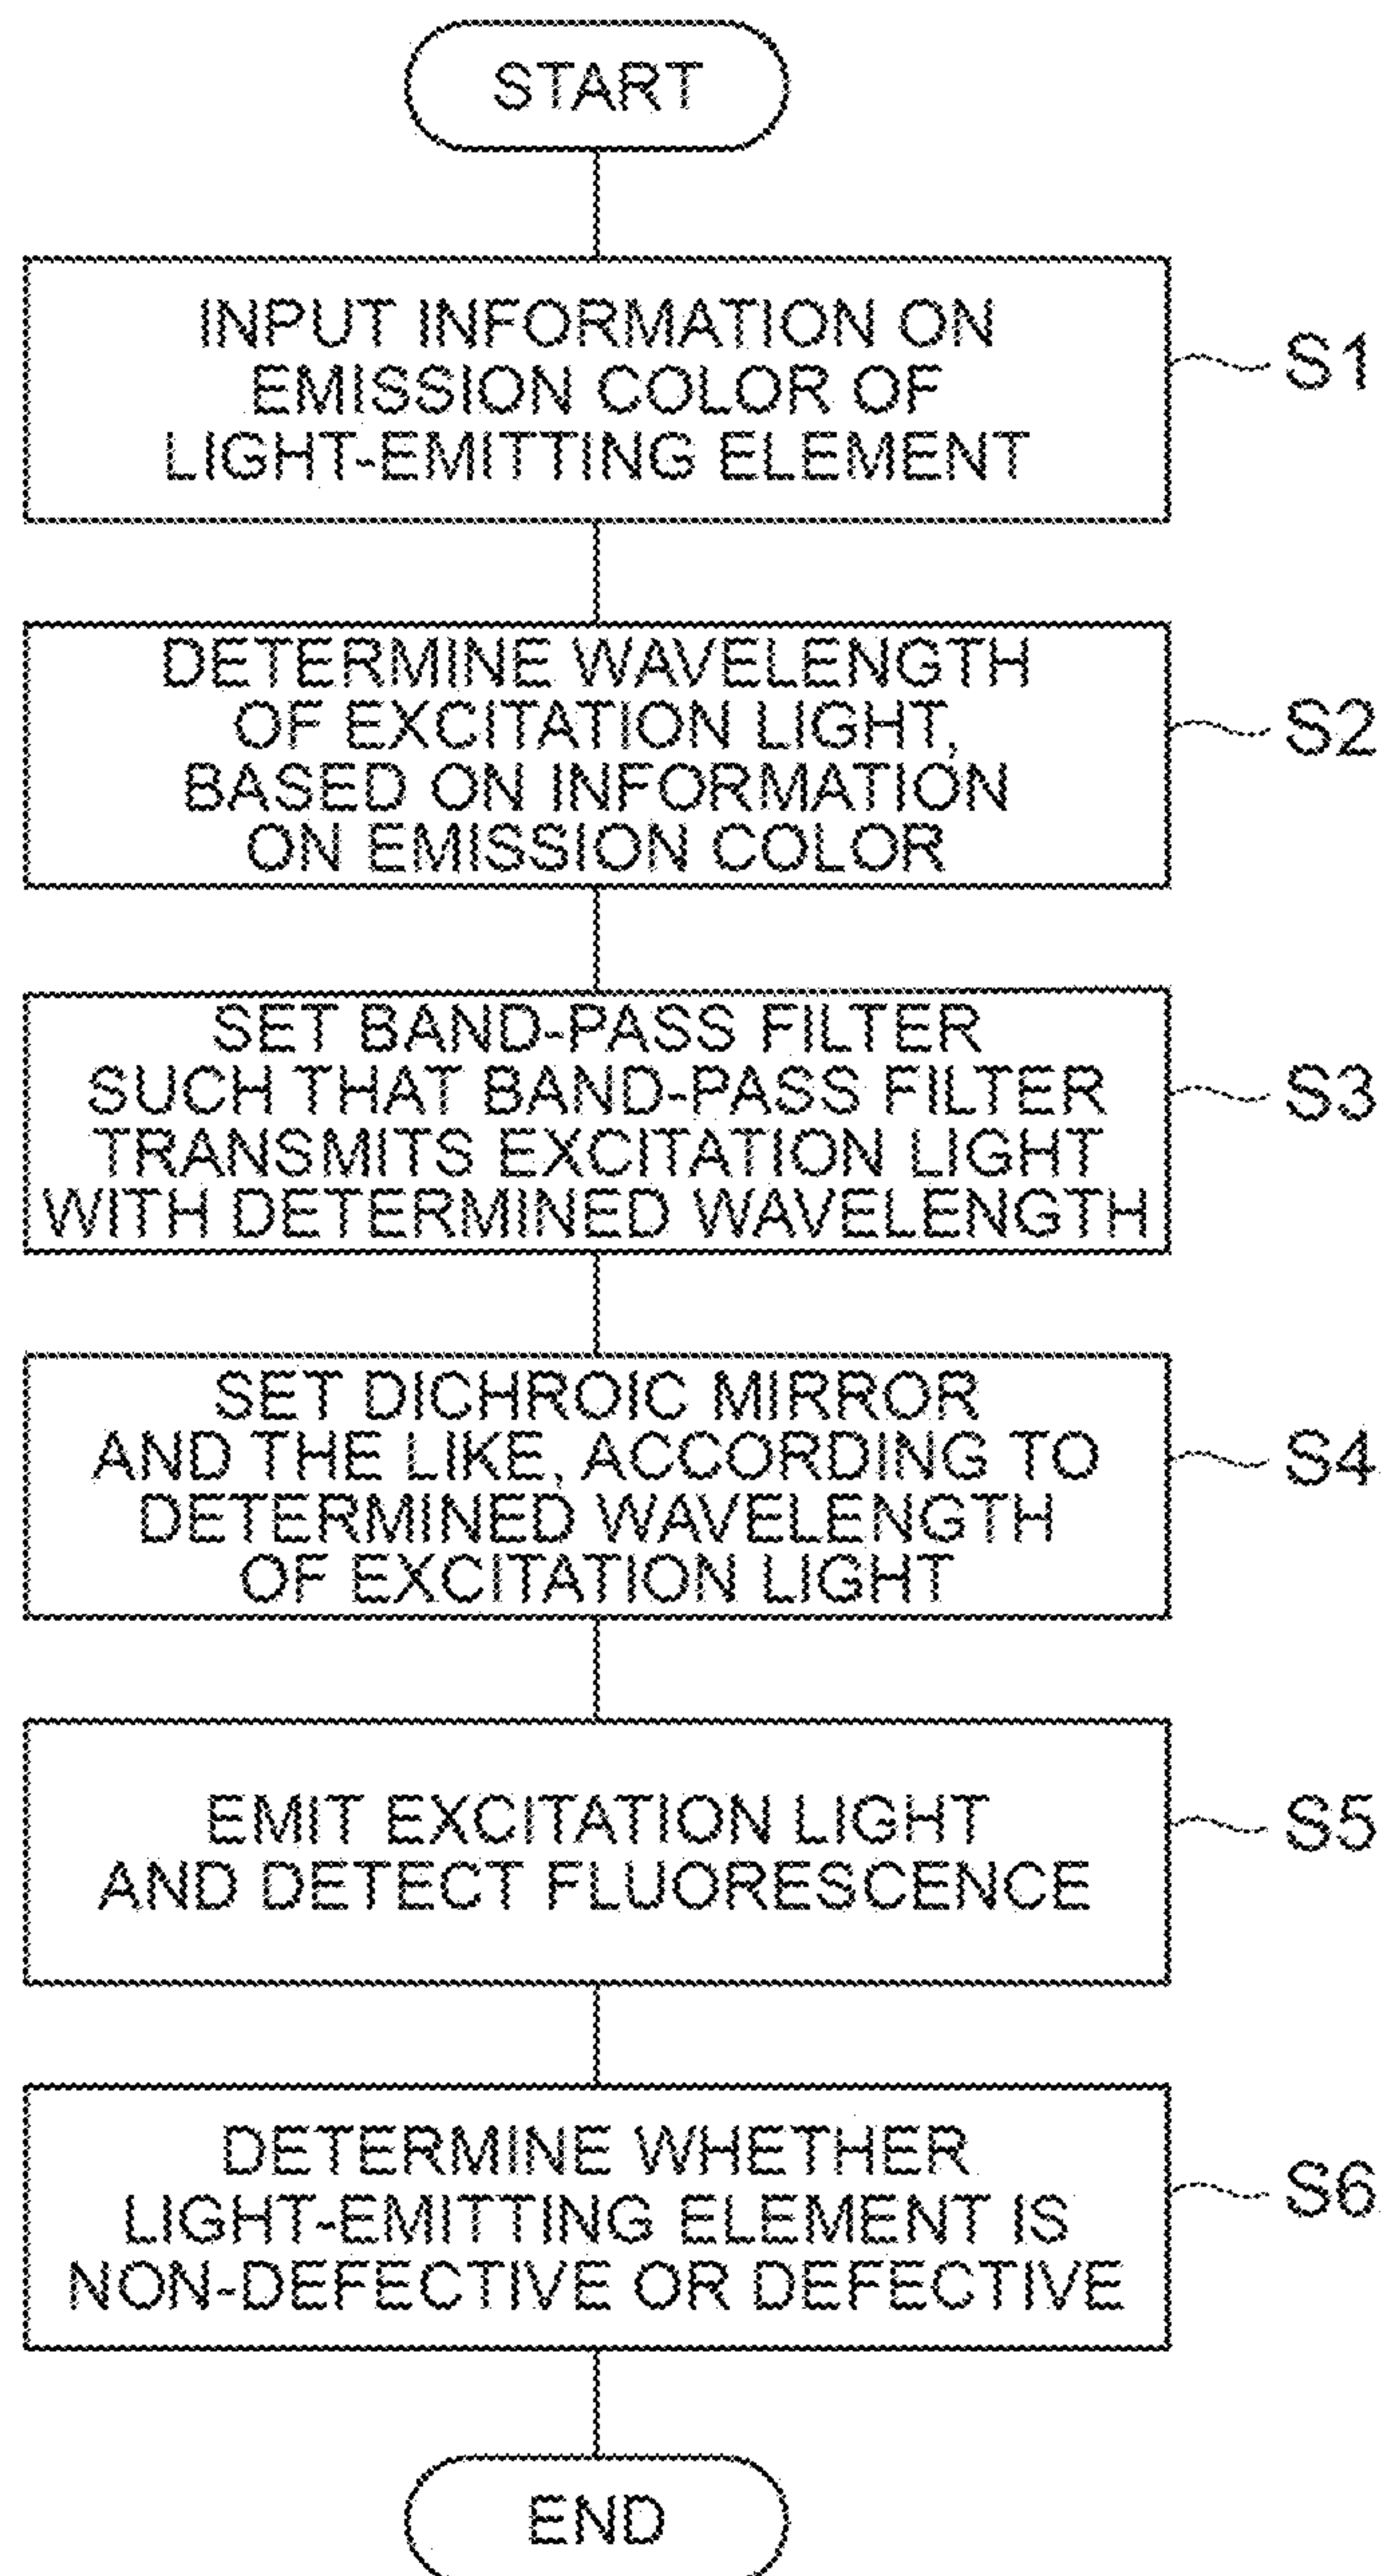 START
INPUT INFORMATION ON
EMISSION COLOR OF
LIGHT-EMITTING ELEMENT
S1
DETERMINE WAVELENGTH
OF EXCITATION LIGHT,
BASED ON INFORMATION
ON EMISSION COLOR
S2
SET BAND-PASS FILTER
SUCH THAT BAND-PASS FILTER
TRANSMITS EXCITATION LIGHT
WITH DETERMINED WAVELENGTH
S3
SET DICHROIC MIRROR
AND THE LIKE, ACCORDING TO
DETERMINED WAVELENGTH
OF EXCITATION LIGHT
S4
EMIT EXCITATION LIGHT
AND DETECT FLUORESCENCE
S5
DETERMINE WHETHER
LIGHT-EMITTING ELEMENT IS
NON-DEFECTIVE OR DEFECTIVE
S6
END